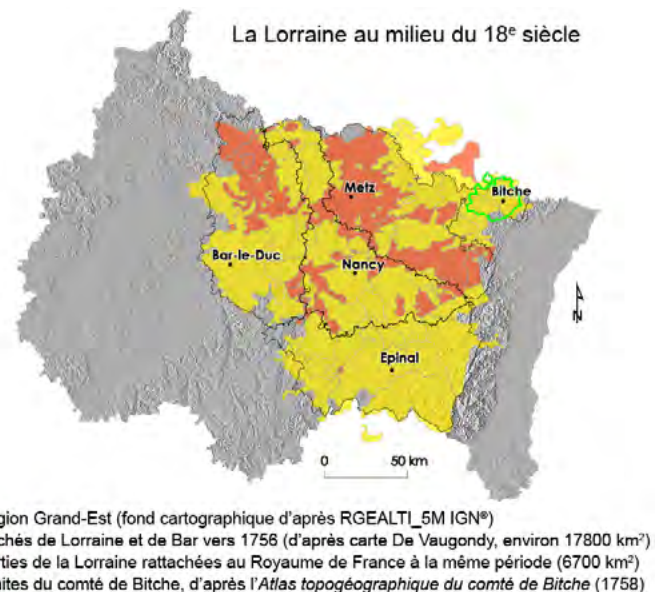 La Lorraine au milieu du 18e siècle
Metz
Bitche
Bar-le-Duc
Nancy
Epinal
N
0 50 km
gion Grand-Est (fond cartographique d'après RGEALTI_5M IGN®)
chés de Lorraine et de Bar vers 1756 (d'après carte De Vaugondy, environ 17800 km²)
rties de la Lorraine rattachées au Royaume de France à la même période (6700 km²)
ites du comté de Bitche, d'après l'Atlas topogéographique du comté de Bitche (1758)